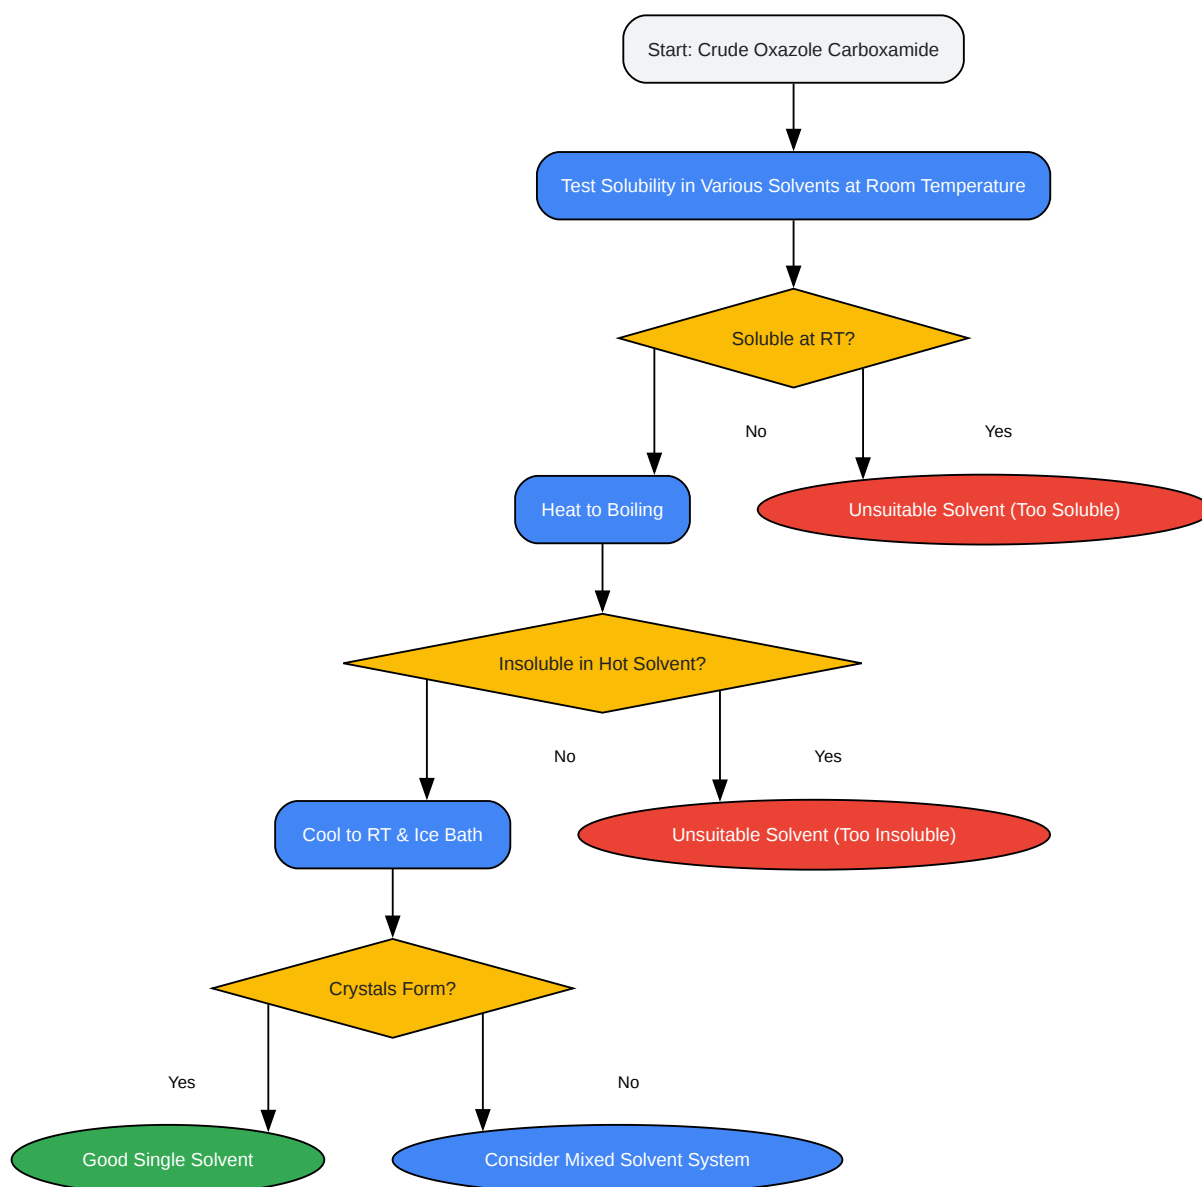 Start: Crude Oxazole Carboxamide
Test Solubility in Various Solvents at Room Temperature
Soluble at RT?
No
Yes
Heat to Boiling
Unsuitable Solvent (Too Soluble)
Insoluble in Hot Solvent?
No
Yes
Cool to RT & Ice Bath
Unsuitable Solvent (Too Insoluble)
Crystals Form?
Yes
No
Good Single Solvent
Consider Mixed Solvent System